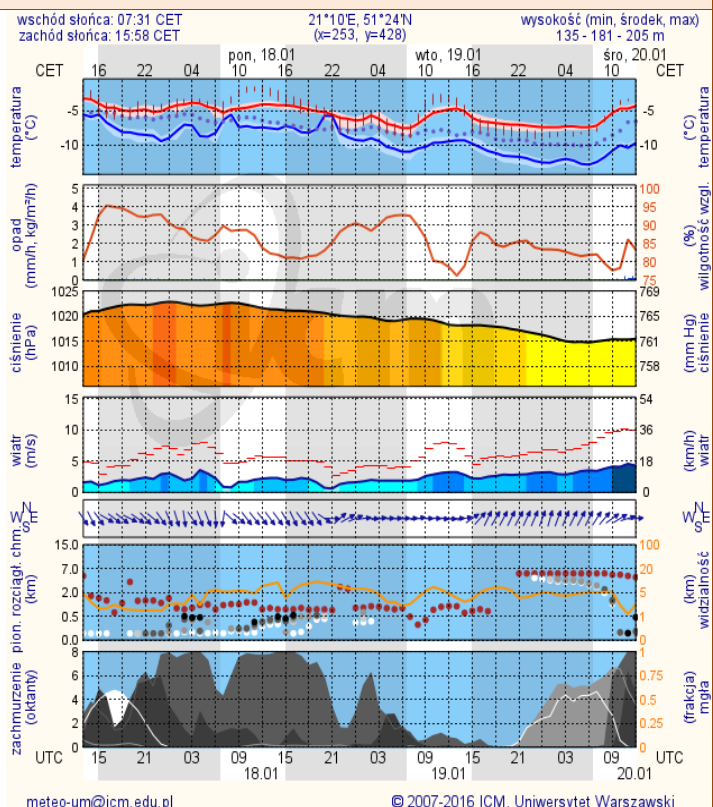 wschód słońca: 07:31 CET 21°10'E, 51°24'N wysokość (min, środek, max)
zachód słońca: 15:58 CET (x=253, y=428) 135 - 181 - 205 m
pon, 18.01 wto, 19.01 śro, 20.01
CET 16 22 04 10 16 22 04 10 16 22 04 10 CET
temperatura
(°C)
-5
-10
-5
-10
(°C)
temperatura
opad
(mm/h, kg/m²/h)
5
4
3
2
1
0
100
95
90
85
80
75
(%)
wilgotność wzgl.
ciśnienie
(hPa)
1025
1020
1015
1010
769
765
761
758
(mm Hg)
ciśnienie
wiatr
(m/s)
15
10
5
0
54
36
18
0
(km/h)
wiatr
N
W E
S
N
W E
S
pion. rozciągł. chm.
(km)
15.0
7.0
2.0
0.5
0.0
100
20
5
1
0
(km)
widzialność
zachmurzenie
(oktanty)
8
6
4
2
0
1
0.75
0.5
0.25
0
(frakcja)
mgła
UTC 15 21 03 09 15 21 03 09 15 21 03 09 UTC
18.01 19.01 20.01
meteo-um@icm.edu.pl © 2007-2016 ICM, Uniwersytet Warszawski